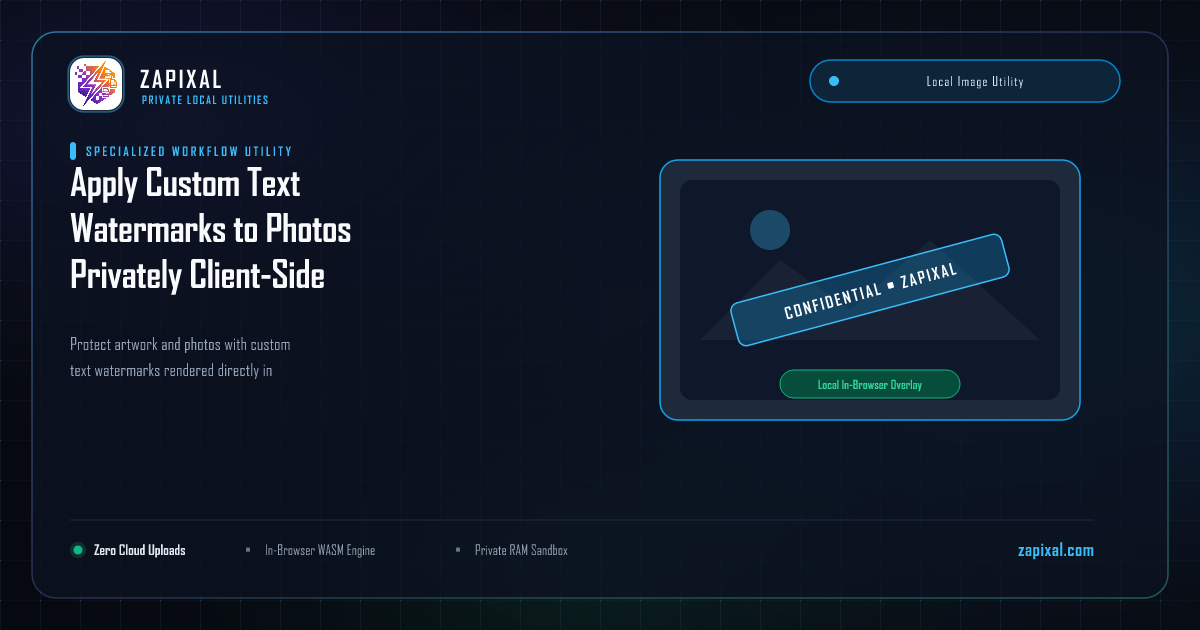 ZAPIXAL
PRIVATE LOCAL UTILITIES
Local Image Utility
SPECIALIZED WORKFLOW UTILITY
Apply Custom Text
Watermarks to Photos
Privately Client-Side
Protect artwork and photos with custom
text watermarks rendered directly in
CONFIDENTIAL ▪ ZAPIXAL
Local In-Browser Overlay
Zero Cloud Uploads
▪ In-Browser WASM Engine
▪ Private RAM Sandbox
zapixal.com